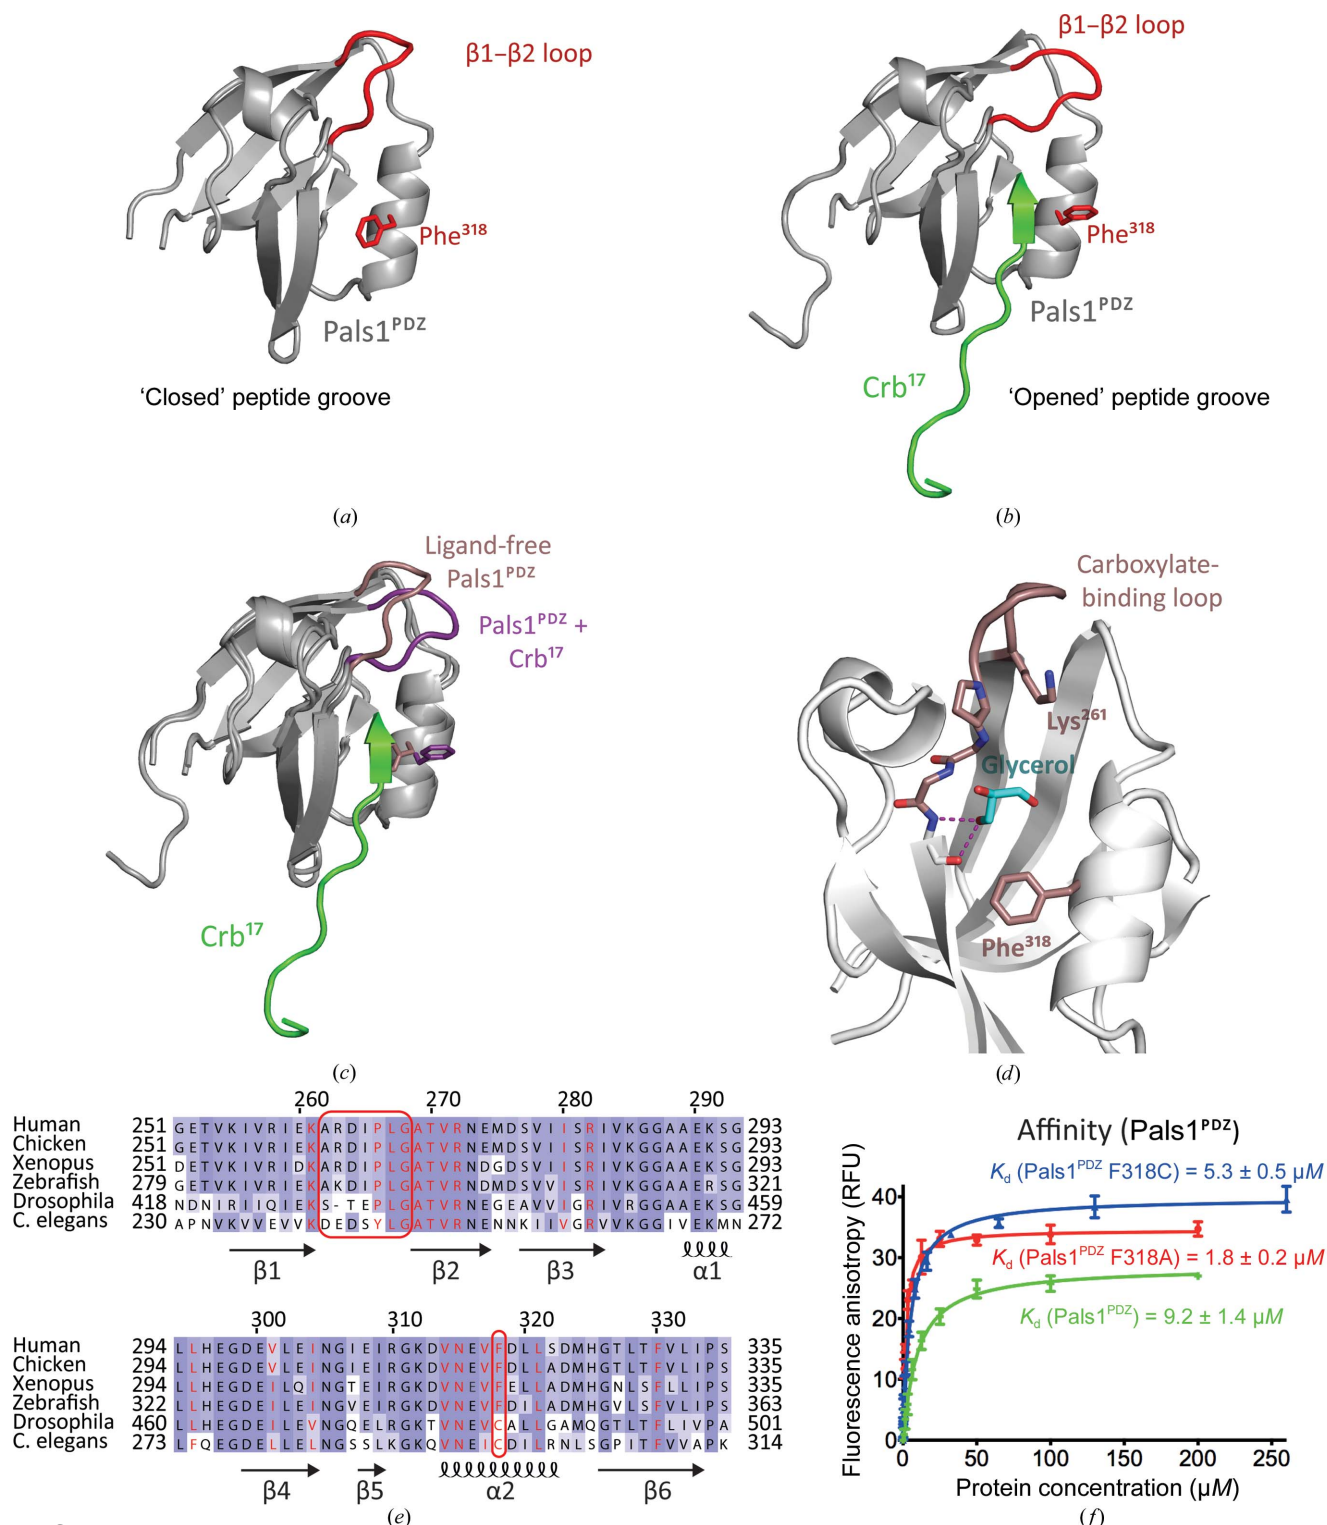 β1–β2 loop
Phe³¹⁸
Pals1ᴾᴰᶻ
‘Closed’ peptide groove
(a)
β1–β2 loop
Phe³¹⁸
Pals1ᴾᴰᶻ
Crb¹⁷
‘Opened’ peptide groove
(b)
Ligand-free
Pals1ᴾᴰᶻ
Pals1ᴾᴰᶻ +
Crb¹⁷
Crb¹⁷
(c)
Carboxylate-
binding loop
Lys²⁶¹
Glycerol
Phe³¹⁸
(d)
260 270 280 290
Human 251 GETVKIVRIEKARDIPLGATVRNEMDSVIISRIVKGGAAEKSG 293
Chicken 251 GETVKIVRIEKARDIPLGATVRNEMDSVIISRIVKGGAAEKSG 293
Xenopus 251 DETVKIVRIDKARDIPLGATVRNDGDSVIISRIVKGGAAEKSG 293
Zebrafish 279 GETVKIVRIEKAKDIPLGATVRNDMDSVVISRIVKGGAAERSG 321
Drosophila 418 NDNIRIIQIEKS-TEPLGATVRNEGEAVVIGRIVRGGAAEKSG 459
C. elegans 230 APNVKVVEVVKDEDSYLGATVRNENNKIIVGRVVKGGIVEKMN 272
β1 β2 β3 α1
300 310 320 330
Human 294 LLHEGDEVLEINGIEIRGKDVNEVFDLLSDMHGTLTFVLIPS 335
Chicken 294 LLHEGDEVLEINGIEIRGKDVNEVFDLLADMHGTLTFVLIPS 335
Xenopus 294 LLHEGDEILQINGTEIRGKDVNEVFELLADMHGNLSFLLIPS 335
Zebrafish 322 LLHEGDEILEINGVEIRGKDVNEVFDILADMHGVLSFVLIPS 363
Drosophila 460 LLHEGDEILEVNGQELRGKTVNEVCALLGAMQGTLTFLIVPA 501
C. elegans 273 LFQEGDELLELNGSSLKGKQVNEICDILRNLSGPITFVVAPK 314
β4 β5 α2 β6
(e)
Affinity (Pals1ᴾᴰᶻ)
Kd (Pals1ᴾᴰᶻ F318C) = 5.3 ± 0.5 µM
Kd (Pals1ᴾᴰᶻ F318A) = 1.8 ± 0.2 µM
Kd (Pals1ᴾᴰᶻ) = 9.2 ± 1.4 µM
Fluorescence anisotropy (RFU)
40
30
20
10
0
0 50 100 150 200 250
Protein concentration (µM)
(f)